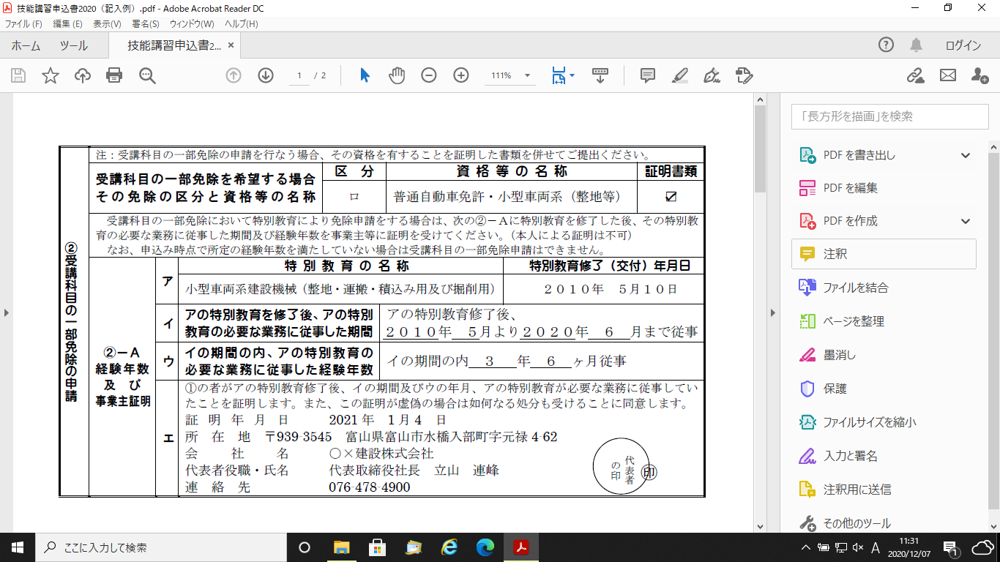 技能講習申込書2020（記入例）.pdf - Adobe Acrobat Reader DC
ファイル(F) 編集(E) 表示(V) 署名(S) ウィンドウ(W) ヘルプ(H)
ホーム ツール 技能講習申込書2... × ログイン
1 / 2 111%
「長方形を描画」を検索
PDF を書き出し
PDF を編集
PDF を作成
注釈
ファイルを結合
ページを整理
墨消し
保護
ファイルサイズを縮小
入力と署名
注釈用に送信
その他のツール
②受講科目の一部免除の申請
注：受講科目の一部免除の申請を行なう場合、その資格を有することを証明した書類を併せてご提出ください。
受講科目の一部免除を希望する場合
その免除の区分と資格等の名称
区 分 資格等の名称 証明書類
ロ 普通自動車免許・小型車両系（整地等） ☑
受講科目の一部免除において特別教育により免除申請をする場合は、次の②－Ａに特別教育を修了した後、その特別教
育の必要な業務に従事した期間及び経験年数を事業主等に証明を受けてください。（本人による証明は不可）
なお、申込み時点で所定の経験年数を満たしていない場合は受講科目の一部免除申請はできません。
②－Ａ
経験年数
及び
事業主証明
ア
特別教育の名称 特別教育修了（交付）年月日
小型車両系建設機械（整地・運搬・積込み用及び掘削用） ２０１０年 ５月１０日
イ
アの特別教育を修了後、アの特別
教育の必要な業務に従事した期間
アの特別教育修了後、
２０１０年 ５月より２０２０年 ６ 月まで従事
ウ
イの期間の内、アの特別教育の
必要な業務に従事した経験年数
イの期間の内 ３ 年 ６ ヶ月従事
エ
①の者がアの特別教育修了後、イの期間及びウの年月、アの特別教育が必要な業務に従事してい
たことを証明します。また、この証明が虚偽の場合は如何なる処分も受けることに同意します。
証明年月日 2021 年 1 月 4 日
所在地 〒939-3545 富山県富山市水橋入部町字元禄 4-62
会社名 〇×建設株式会社
代表者役職・氏名 代表取締役社長 立山 連峰
連絡先 076-478-4900
代表者の印
㊞
ここに入力して検索
A 11:31
2020/12/07
1